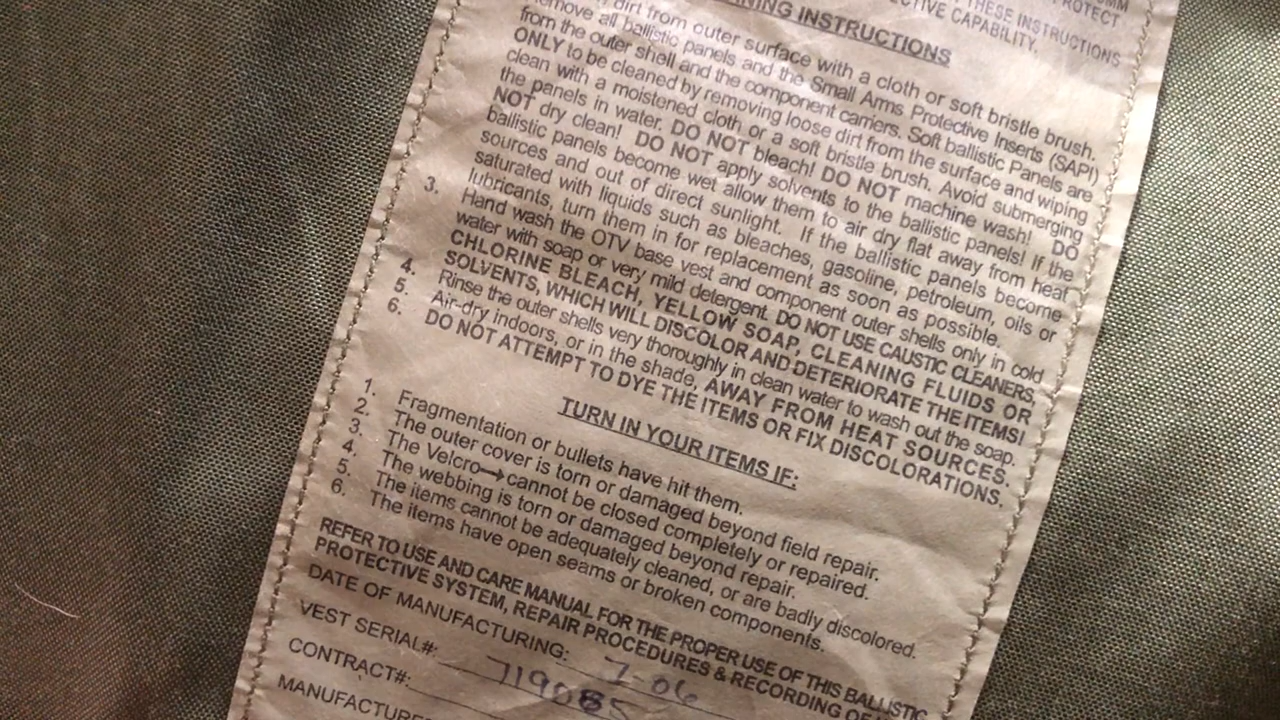 MM
THESE INSTRUCTIONS
PROTECT
CTIVE CAPABILITY.
NING INSTRUCTIONS
dirt from outer surface with a cloth or soft bristle brush,
remove all ballistic panels and the Small Arms Protective Inserts (SAPI)
from the outer shell and the component carriers. Soft ballistic Panels are
ONLY to be cleaned by removing loose dirt from the surface and wiping
clean with a moistened cloth or a soft bristle brush. Avoid submerging
the panels in water. DO NOT bleach! DO NOT machine wash! DO
NOT dry clean! DO NOT apply solvents to the ballistic panels! If the
ballistic panels become wet allow them to air dry flat away from heat
sources and out of direct sunlight. If the ballistic panels become
saturated with liquids such as bleaches, gasoline, petroleum, oils or
lubricants, turn them in for replacement as soon as possible.
3. Hand wash the OTV base vest and component outer shells only in cold
water with soap or very mild detergent. DO NOT USE CAUSTIC CLEANERS,
CHLORINE BLEACH, YELLOW SOAP, CLEANING FLUIDS OR
SOLVENTS, WHICH WILL DISCOLOR AND DETERIORATE THE ITEMS!
4. Rinse the outer shells very thoroughly in clean water to wash out the soap.
5. Air-dry indoors, or in the shade, AWAY FROM HEAT SOURCES.
6. DO NOT ATTEMPT TO DYE THE ITEMS OR FIX DISCOLORATIONS.
TURN IN YOUR ITEMS IF:
1. Fragmentation or bullets have hit them.
2. The outer cover is torn or damaged beyond field repair.
3. The Velcro→cannot be closed completely or repaired.
4. The webbing is torn or damaged beyond repair.
5. The items cannot be adequately cleaned, or are badly discolored.
6. The items have open seams or broken components.
REFER TO USE AND CARE MANUAL FOR THE PROPER USE OF THIS BALLISTIC
PROTECTIVE SYSTEM, REPAIR PROCEDURES & RECORDING OF
DATE OF MANUFACTURING: 7-06
VEST SERIAL#: 719085
CONTRACT#:
MANUFACTURE